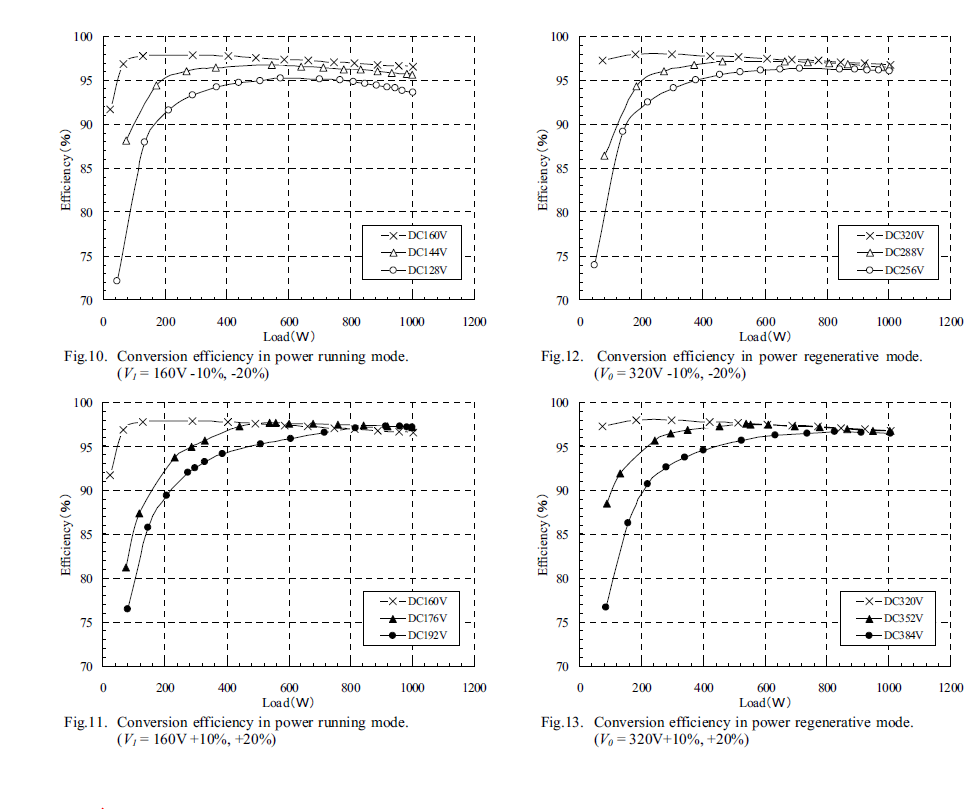 100
95
90
85
80
75
70
Efficiency(%)
DC160V
DC144V
DC128V
0 200 400 600 800 1000 1200
Load(W)
Fig.10. Conversion efficiency in power running mode.
(V1 = 160V -10%, -20%)
100
95
90
85
80
75
70
Efficiency(%)
DC320V
DC288V
DC256V
0 200 400 600 800 1000 1200
Load(W)
Fig.12. Conversion efficiency in power regenerative mode.
(V0 = 320V -10%, -20%)
100
95
90
85
80
75
70
Efficiency(%)
DC160V
DC176V
DC192V
0 200 400 600 800 1000 1200
Load(W)
Fig.11. Conversion efficiency in power running mode.
(V1 = 160V +10%, +20%)
100
95
90
85
80
75
70
Efficiency(%)
DC320V
DC352V
DC384V
0 200 400 600 800 1000 1200
Load(W)
Fig.13. Conversion efficiency in power regenerative mode.
(V0 = 320V+10%, +20%)